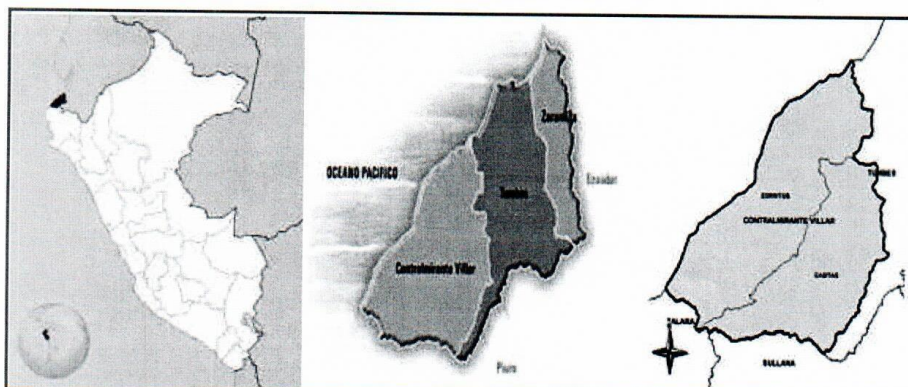 OCEANO PACIFICO
Zarumilla
Tumbes
Ecuador
Contralmirante Villar
Piura
TUMBES
ZORRITOS
CONTRALMIRANTE VILLAR
CASITAS
TALARA
SULLANA